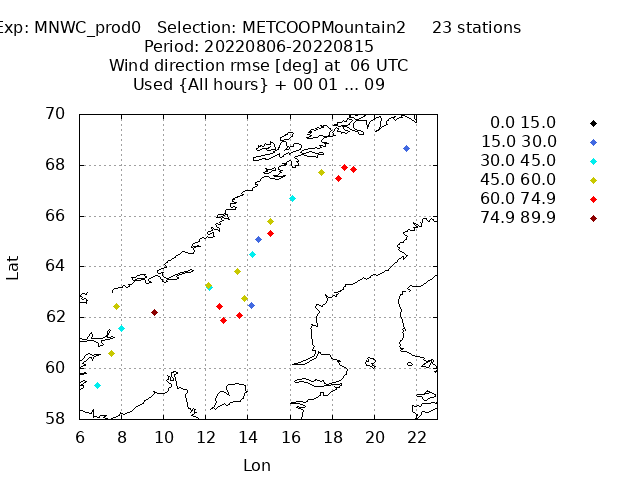 Exp: MNWC_prod0 Selection: METCOOPMountain2 23 stations
Period: 20220806-20220815
Wind direction rmse [deg] at 06 UTC
Used {All hours} + 00 01 ... 09
0.0 15.0
15.0 30.0
30.0 45.0
45.0 60.0
60.0 74.9
74.9 89.9
70
68
66
64
62
60
58
Lat
6 8 10 12 14 16 18 20 22
Lon